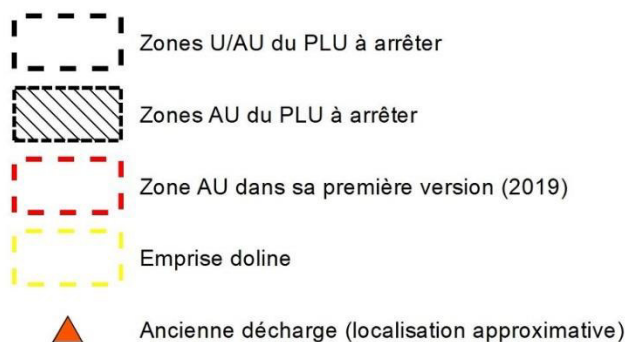 Zones U/AU du PLU à arrêter
Zones AU du PLU à arrêter
Zone AU dans sa première version (2019)
Emprise doline
Ancienne décharge (localisation approximative)